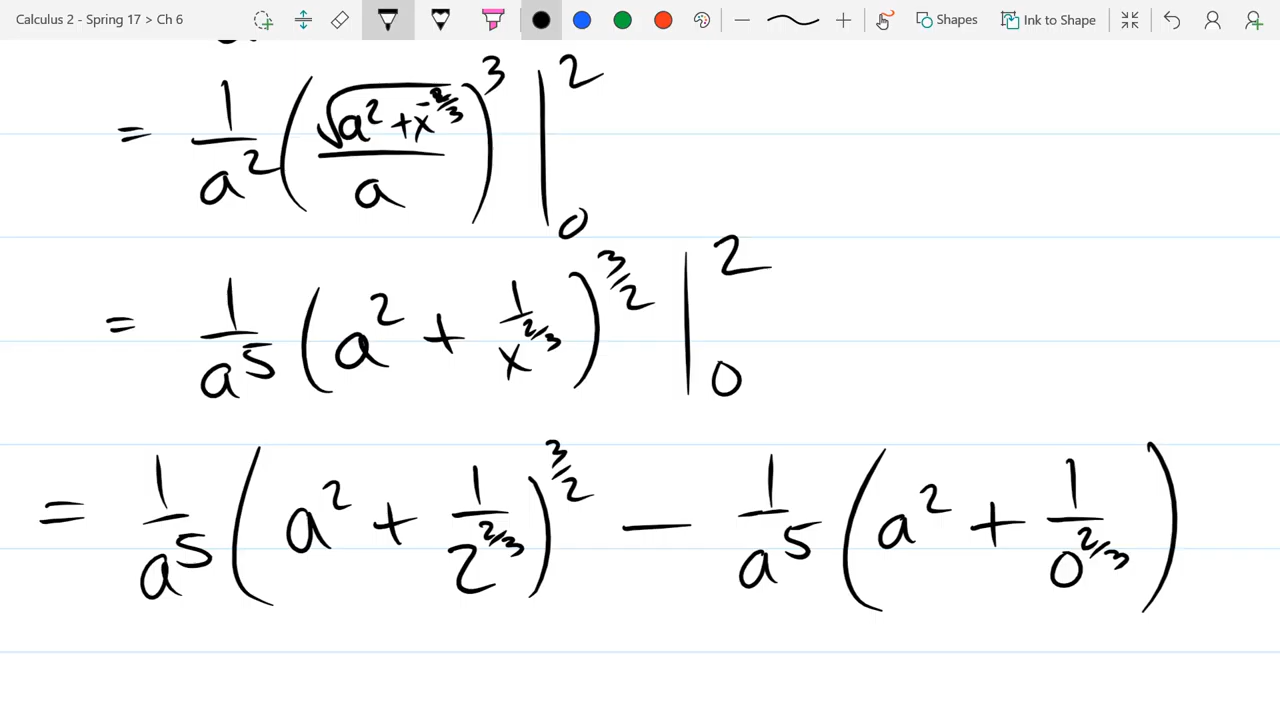 Calculus 2 - Spring 17 > Ch 6 Shapes Ink to Shape
= 1/a² (√(a² + x^(-2/3))/a)³ |₀²
= 1/a⁵ (a² + 1/x^(2/3))^(3/2) |₀²
= 1/a⁵ (a² + 1/2^(2/3))^(3/2) − 1/a⁵ (a² + 1/0^(2/3))